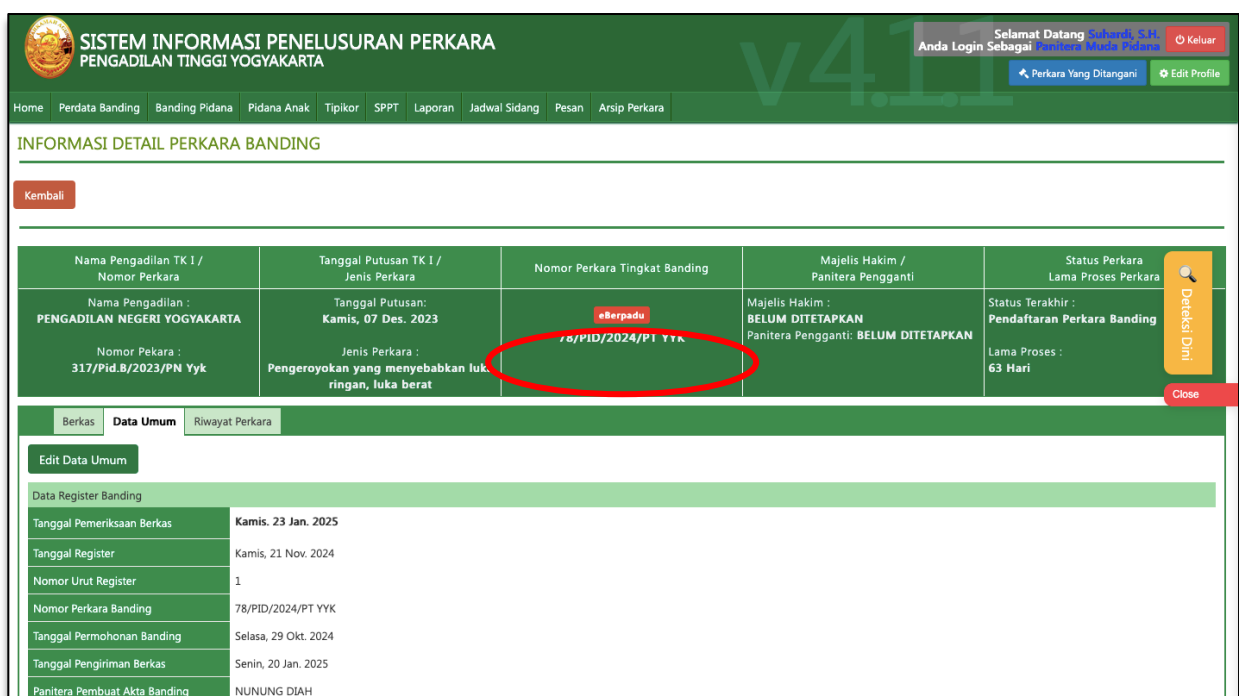 SISTEM INFORMASI PENELUSURAN PERKARA
PENGADILAN TINGGI YOGYAKARTA
v4.1.1
Selamat Datang Suhardi, S.H.
Anda Login Sebagai Panitera Muda Pidana
Keluar
Perkara Yang Ditangani
Edit Profile
Home Perdata Banding Banding Pidana Pidana Anak Tipikor SPPT Laporan Jadwal Sidang Pesan Arsip Perkara
INFORMASI DETAIL PERKARA BANDING
Kembali
Nama Pengadilan TK I /
Nomor Perkara
Tanggal Putusan TK I /
Jenis Perkara
Nomor Perkara Tingkat Banding
Majelis Hakim /
Panitera Pengganti
Status Perkara
Lama Proses Perkara
Nama Pengadilan :
PENGADILAN NEGERI YOGYAKARTA
Nomor Pekara :
317/Pid.B/2023/PN Yyk
Tanggal Putusan:
Kamis, 07 Des. 2023
Jenis Perkara :
Pengeroyokan yang menyebabkan luka
ringan, luka berat
eBerpadu
78/PID/2024/PT YYK
Majelis Hakim :
BELUM DITETAPKAN
Panitera Pengganti: BELUM DITETAPKAN
Status Terakhir :
Pendaftaran Perkara Banding
Lama Proses :
63 Hari
Deteksi Dini
Close
Berkas Data Umum Riwayat Perkara
Edit Data Umum
Data Register Banding
Tanggal Pemeriksaan Berkas Kamis. 23 Jan. 2025
Tanggal Register Kamis, 21 Nov. 2024
Nomor Urut Register 1
Nomor Perkara Banding 78/PID/2024/PT YYK
Tanggal Permohonan Banding Selasa, 29 Okt. 2024
Tanggal Pengiriman Berkas Senin, 20 Jan. 2025
Panitera Pembuat Akta Banding NUNUNG DIAH